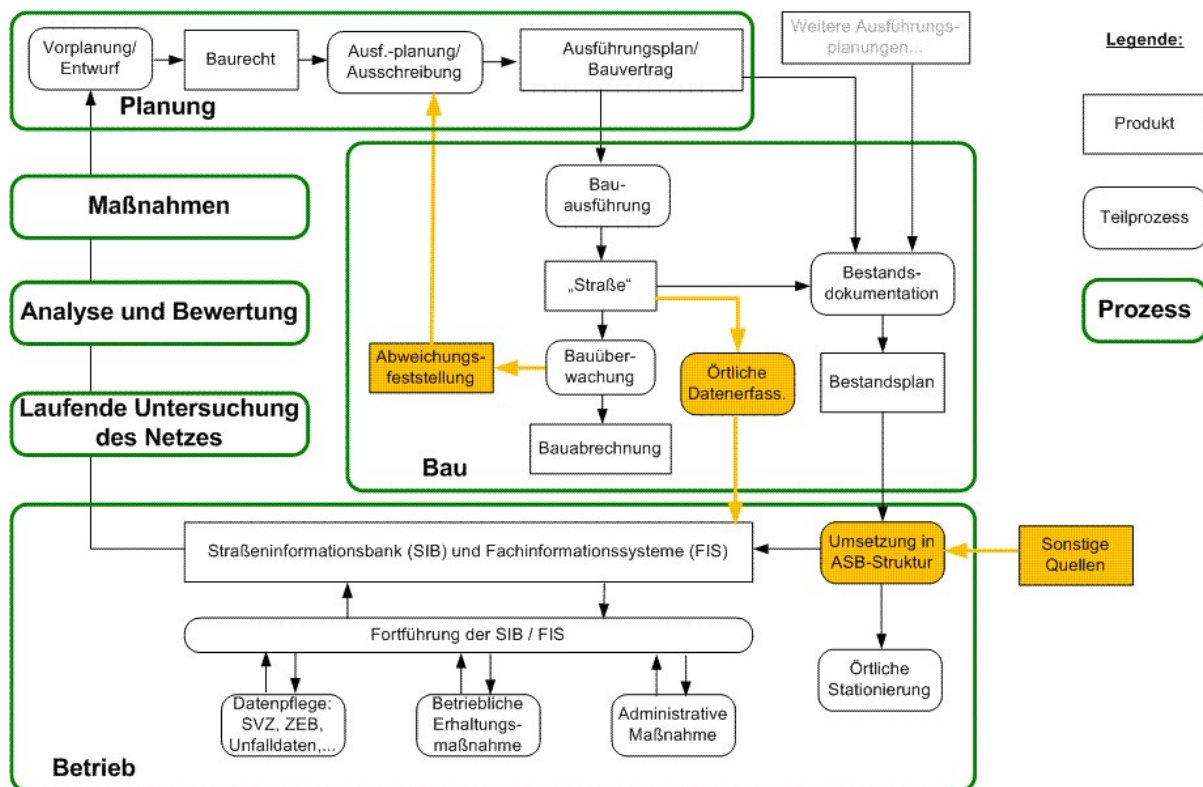 Vorplanung/
Entwurf
Baurecht
Ausf.-planung/
Ausschreibung
Ausführungsplan/
Bauvertrag
Weitere Ausführungs-
planungen...
Legende:
Planung
Produkt
Maßnahmen
Bau-
ausführung
Teilprozess
Analyse und Bewertung
„Straße“
Bestands-
dokumentation
Prozess
Abweichungs-
feststellung
Bauüber-
wachung
Örtliche
Datenerfass.
Bestandsplan
Laufende Untersuchung
des Netzes
Bauabrechnung
Bau
Straßeninformationsbank (SIB) und Fachinformationssysteme (FIS)
Umsetzung in
ASB-Struktur
Sonstige
Quellen
Fortführung der SIB / FIS
Örtliche
Stationierung
Datenpflege:
SVZ, ZEB,
Unfalldaten,...
Betriebliche
Erhaltungs-
maßnahme
Administrative
Maßnahme
Betrieb